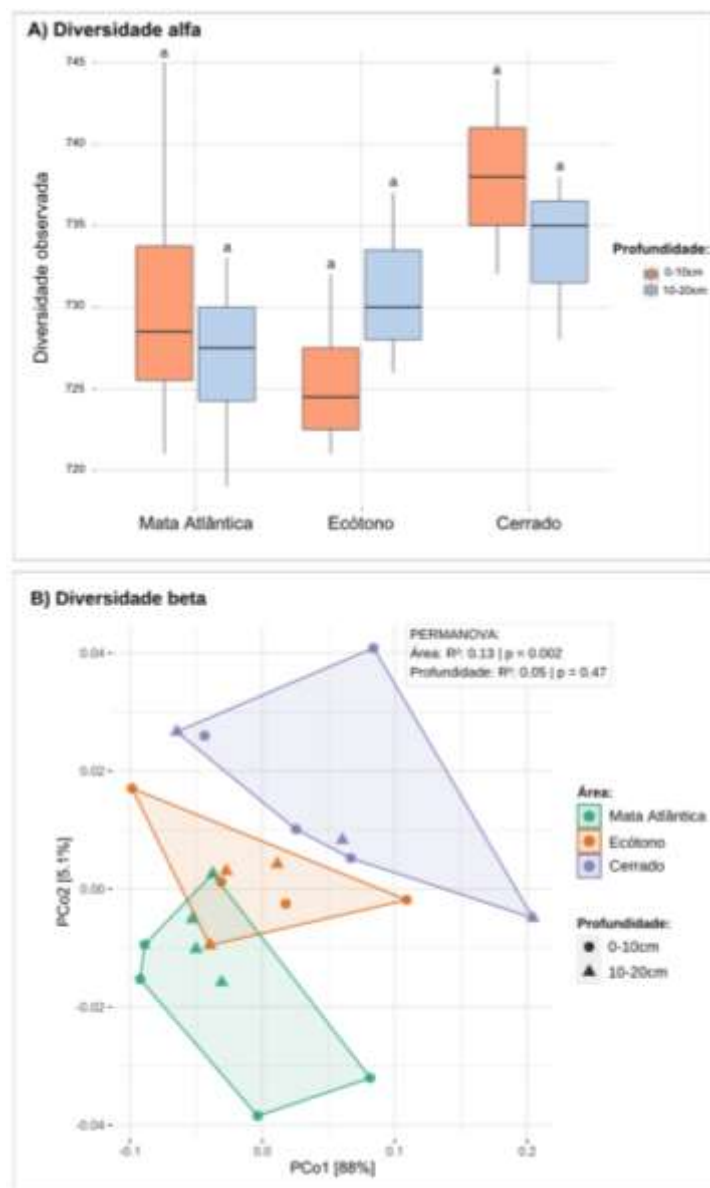 A) Diversidade alfa
a
a
a
a
a
a
745
740
735
730
725
720
Diversidade observada
Profundidade:
0-10cm
10-20cm
Mata Atlântica
Ecótono
Cerrado
B) Diversidade beta
PERMANOVA:
Área: R²: 0.13 | p = 0.002
Profundidade: R²: 0.05 | p = 0.47
0.04
0.02
0.00
-0.02
-0.04
PCo2 [5.1%]
Área:
Mata Atlântica
Ecótono
Cerrado
Profundidade:
0-10cm
10-20cm
-0.1
0.0
0.1
0.2
PCo1 [88%]